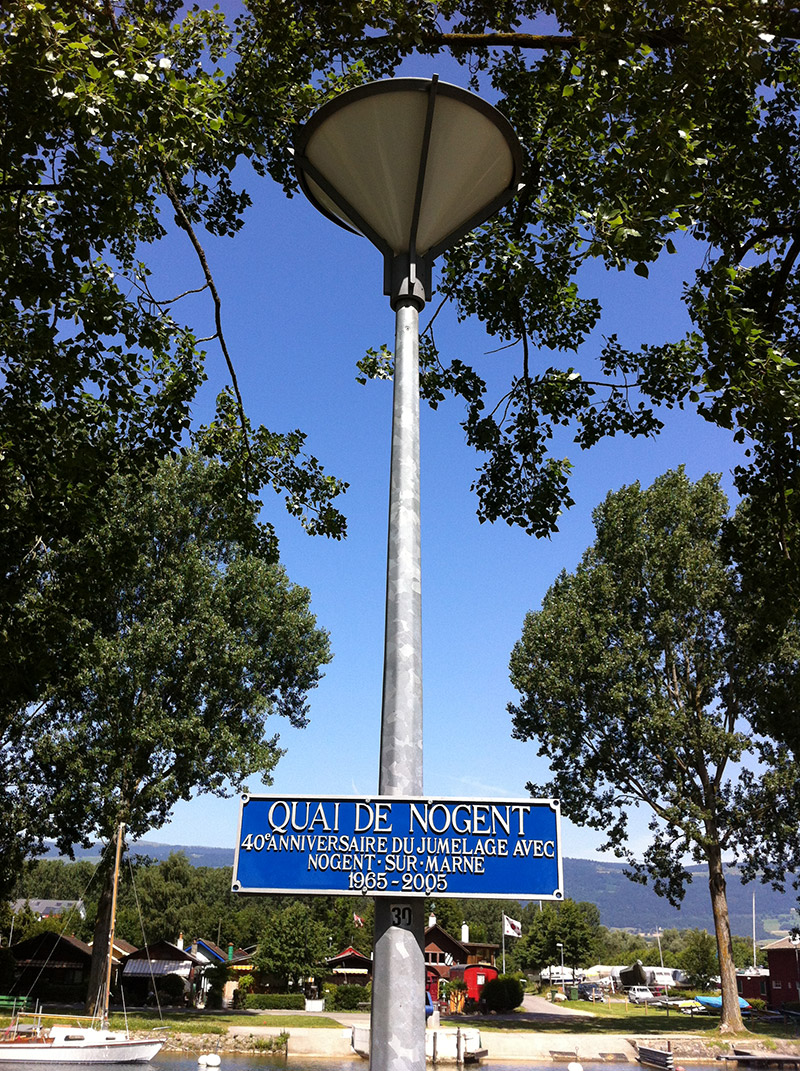 QUAI DE NOGENT
40e ANNIVERSAIRE DU JUMELAGE AVEC
NOGENT·SUR·MARNE
1965-2005
30